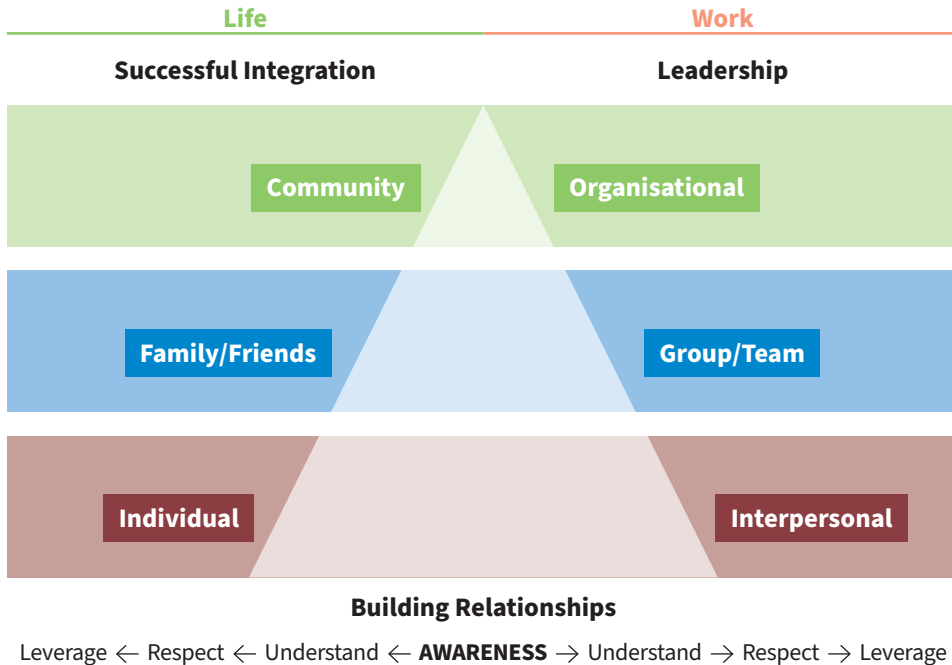 Life Work
Successful Integration Leadership
Community Organisational
Family/Friends Group/Team
Individual Interpersonal
Building Relationships
Leverage ← Respect ← Understand ← AWARENESS → Understand → Respect → Leverage